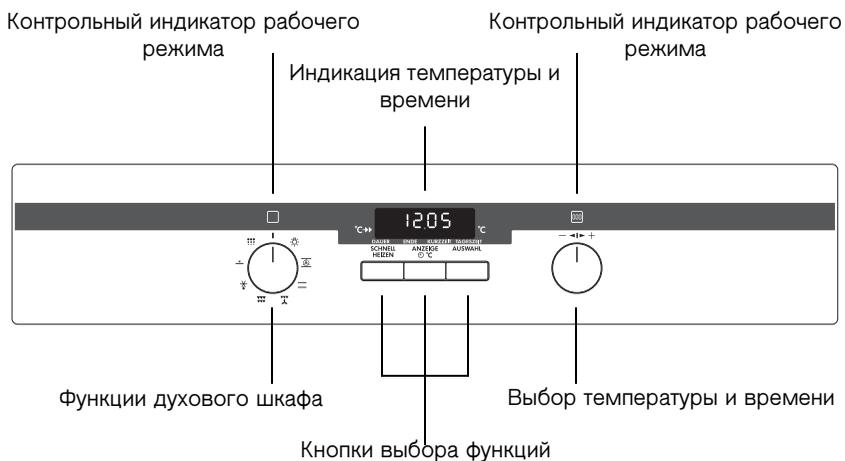 Контрольный индикатор рабочего
режима
Контрольный индикатор рабочего
режима
Индикация температуры и
времени
12.05
°C
°C
DAUER ENDE KURZZEIT TAGESZEIT
SCHNELL
HEIZEN
ANZEIGE
°C
AUSWAHL
− +
Функции духового шкафа
Выбор температуры и времени
Кнопки выбора функций